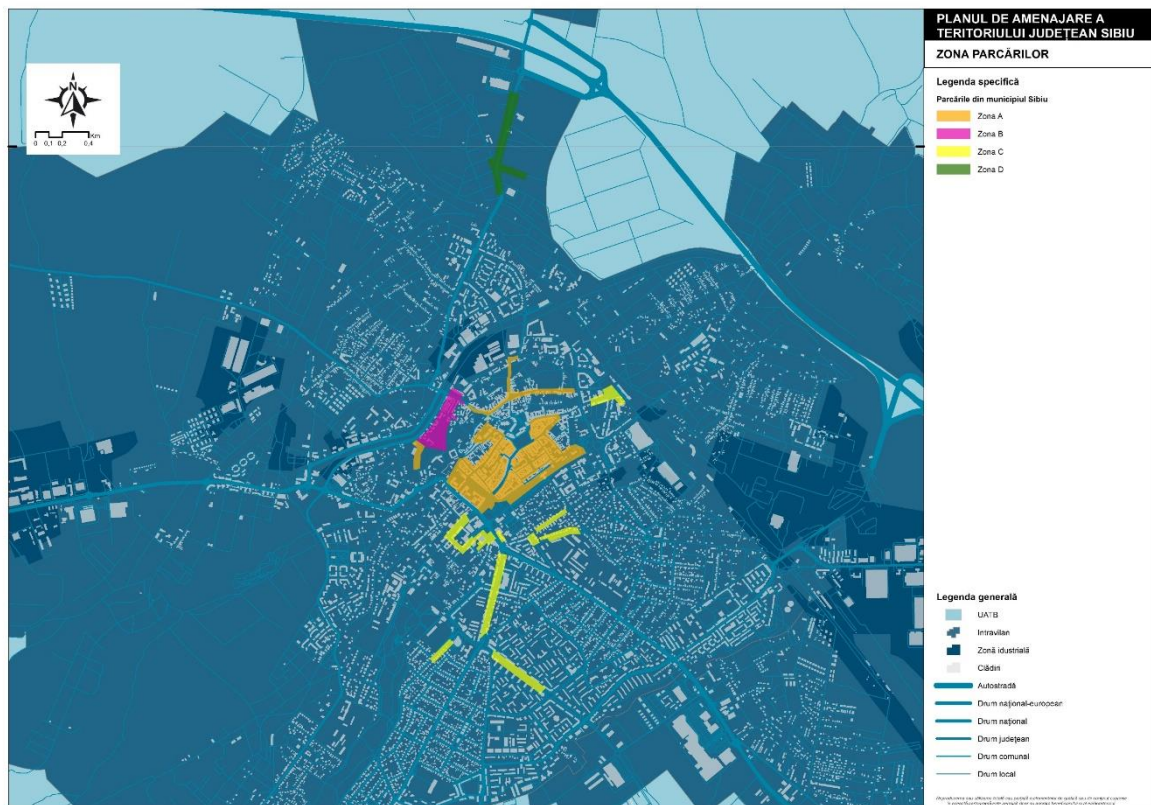 PLANUL DE AMENAJARE A
TERITORIULUI JUDEȚEAN SIBIU
ZONA PARCĂRILOR
Legenda specifică
Parcările din municipiul Sibiu
Zona A
Zona B
Zona C
Zona D
N
Km
0 0,1 0,2 0,4
Legenda generală
UATB
Intravilan
Zonă idustrială
Clădiri
Autostradă
Drum național-european
Drum național
Drum județean
Drum comunal
Drum local